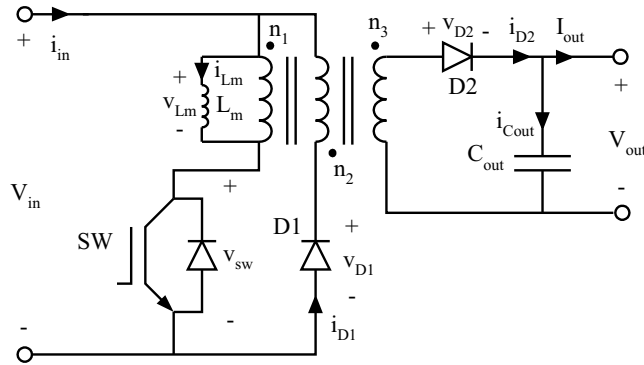 + i_in n_1 n_3 + v_D2 - i_D2 I_out
D2
+ i_Lm
v_Lm L_m
-
i_Cout +
C_out V_out
n_2 -
V_in +
SW D1 +
v_sw v_D1
- -
- i_D1